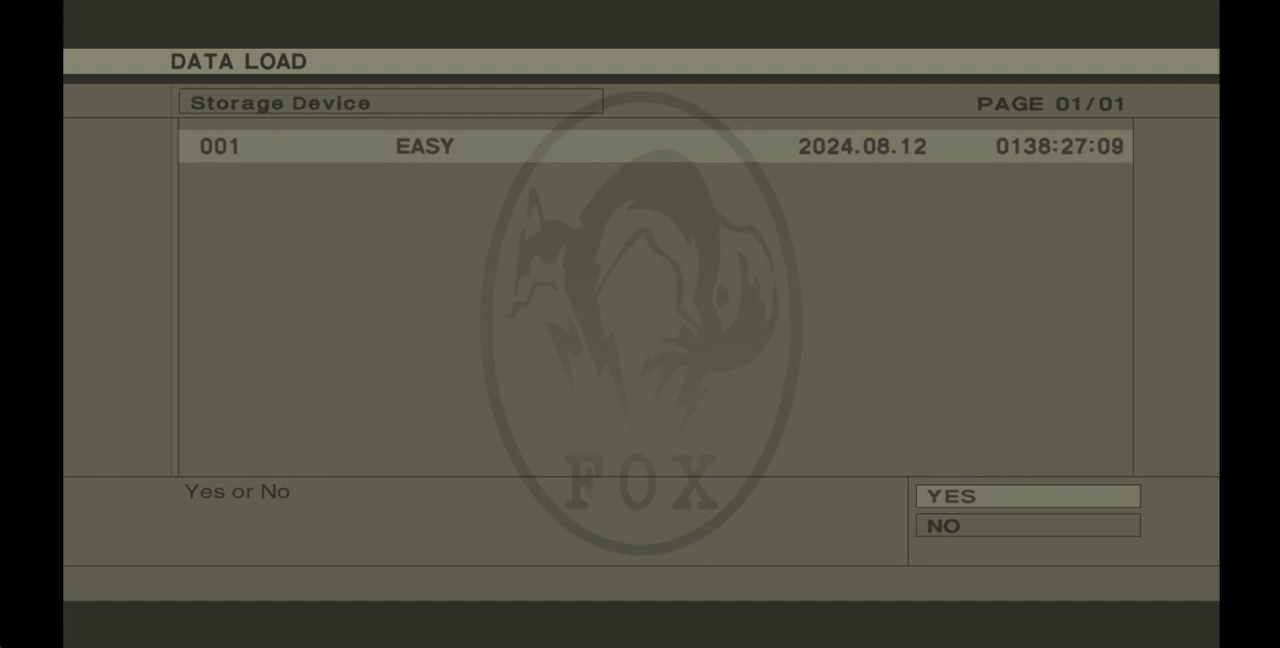 DATA LOAD
Storage Device PAGE 01/01
001 EASY 2024.08.12 0138:27:09
FOX
Yes or No
YES
NO